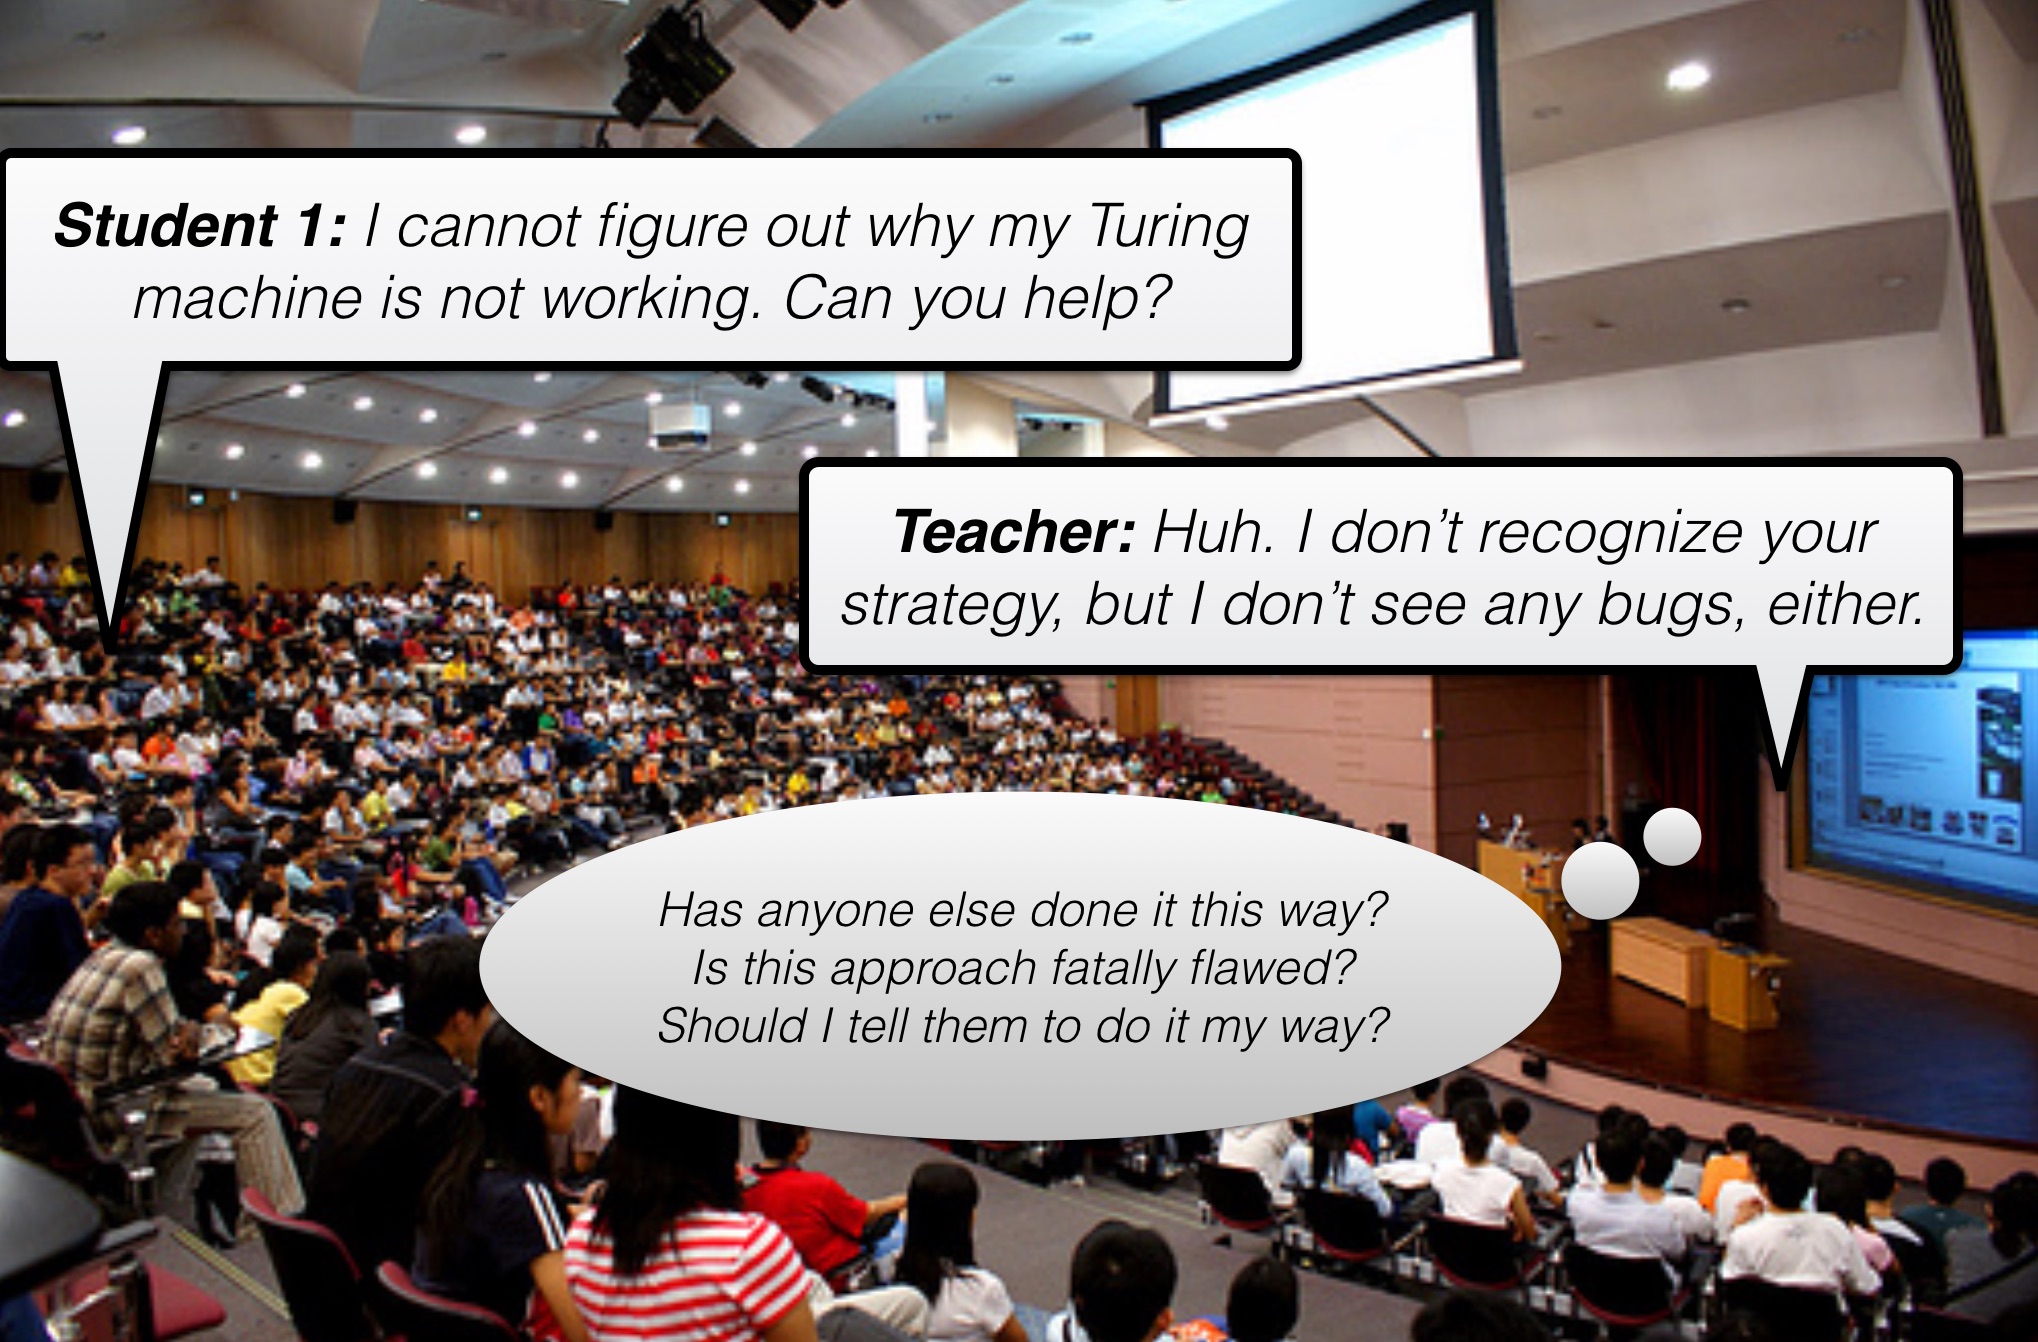 Student 1: I cannot figure out why my Turing
machine is not working. Can you help?
Teacher: Huh. I don’t recognize your
strategy, but I don’t see any bugs, either.
Has anyone else done it this way?
Is this approach fatally flawed?
Should I tell them to do it my way?